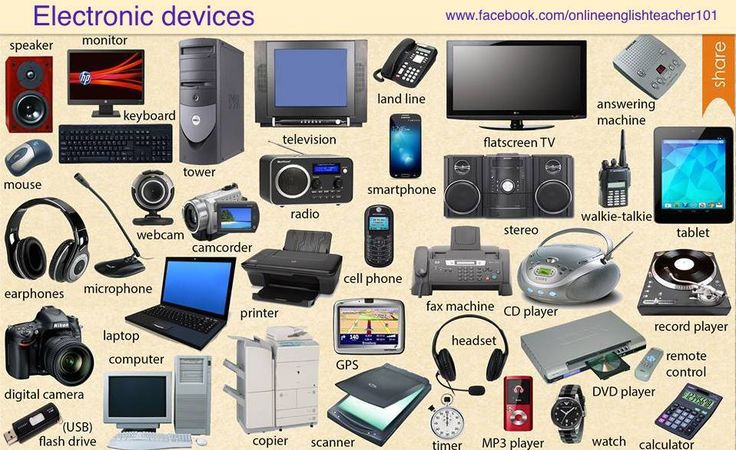 Electronic devices
www.facebook.com/onlineenglishteacher101
share
speaker
monitor
keyboard
tower
television
land line
flatscreen TV
answering
machine
mouse
webcam
camcorder
radio
smartphone
stereo
walkie-talkie
tablet
earphones
microphone
laptop
printer
cell phone
fax machine
CD player
record player
digital camera
computer
GPS
headset
DVD player
remote
control
(USB)
flash drive
copier
scanner
timer
MP3 player
watch
calculator
hp
Nikon
140